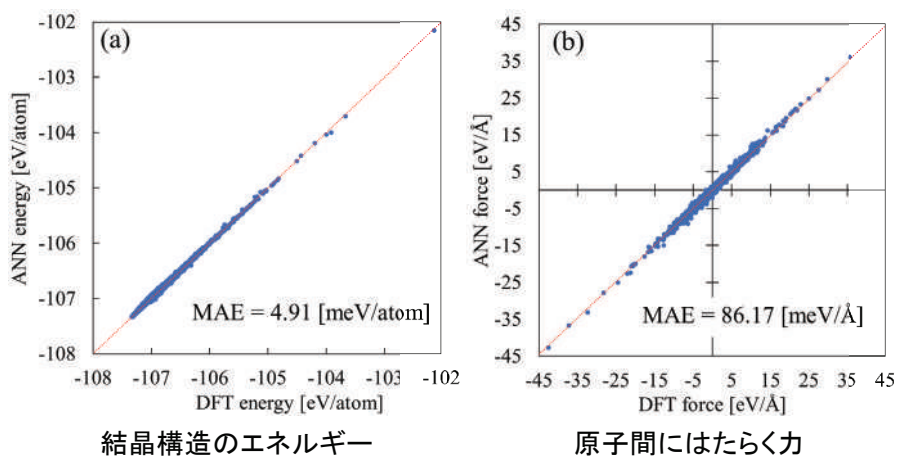 (a)
ANN energy [eV/atom]
-102
-103
-104
-105
-106
-107
-108
MAE = 4.91 [meV/atom]
-108 -107 -106 -105 -104 -103 -102
DFT energy [eV/atom]
結晶構造のエネルギー
(b)
ANN force [eV/Å]
45
35
25
15
5
-5
-15
-25
-35
-45
MAE = 86.17 [meV/Å]
-45 -35 -25 -15 -5 5 15 25 35 45
DFT force [eV/Å]
原子間にはたらく力